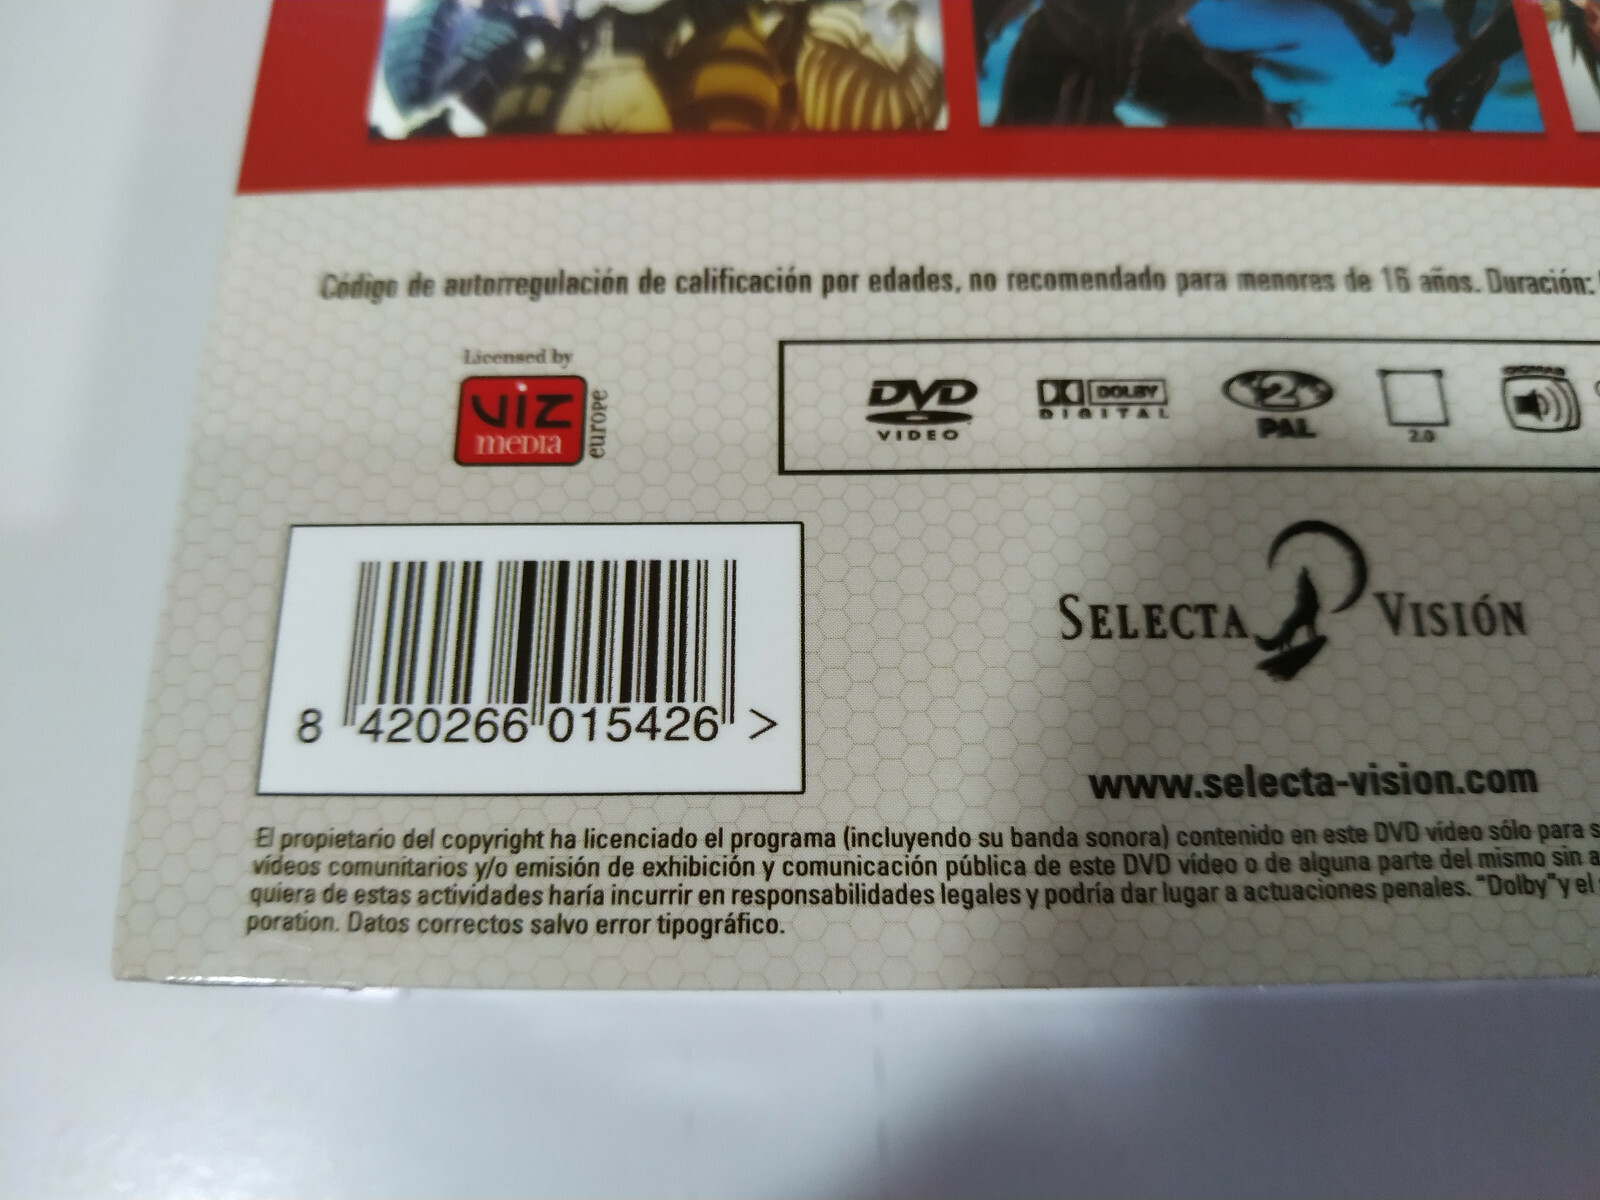 Código de autorregulación de calificación por edades, no recomendado para menores de 16 años. Duración:
Licensed by
VIZ
MEDIA
europe
DVD
VIDEO
DOLBY
DIGITAL
2
PAL
2.0
SELECTA VISIÓN
8 420266 015426 >
www.selecta-vision.com
El propietario del copyright ha licenciado el programa (incluyendo su banda sonora) contenido en este DVD vídeo sólo para
vídeos comunitarios y/o emisión de exhibición y comunicación pública de este DVD vídeo o de alguna parte del mismo sin
quiera de estas actividades haría incurrir en responsabilidades legales y podría dar lugar a actuaciones penales. "Dolby" y el
poration. Datos correctos salvo error tipográfico.